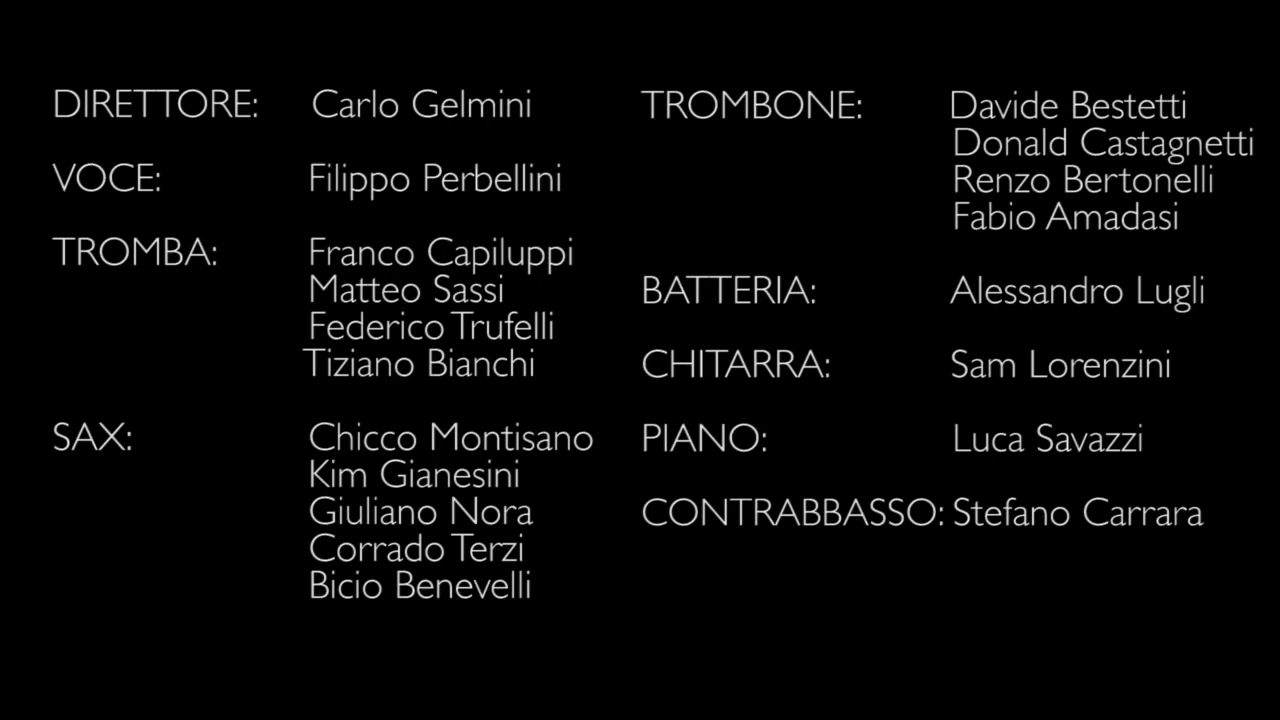 DIRETTORE: Carlo Gelmini
VOCE: Filippo Perbellini
TROMBA: Franco Capiluppi
Matteo Sassi
Federico Trufelli
Tiziano Bianchi
SAX: Chicco Montisano
Kim Gianesini
Giuliano Nora
Corrado Terzi
Bicio Benevelli
TROMBONE: Davide Bestetti
Donald Castagnetti
Renzo Bertonelli
Fabio Amadasi
BATTERIA: Alessandro Lugli
CHITARRA: Sam Lorenzini
PIANO: Luca Savazzi
CONTRABBASSO: Stefano Carrara